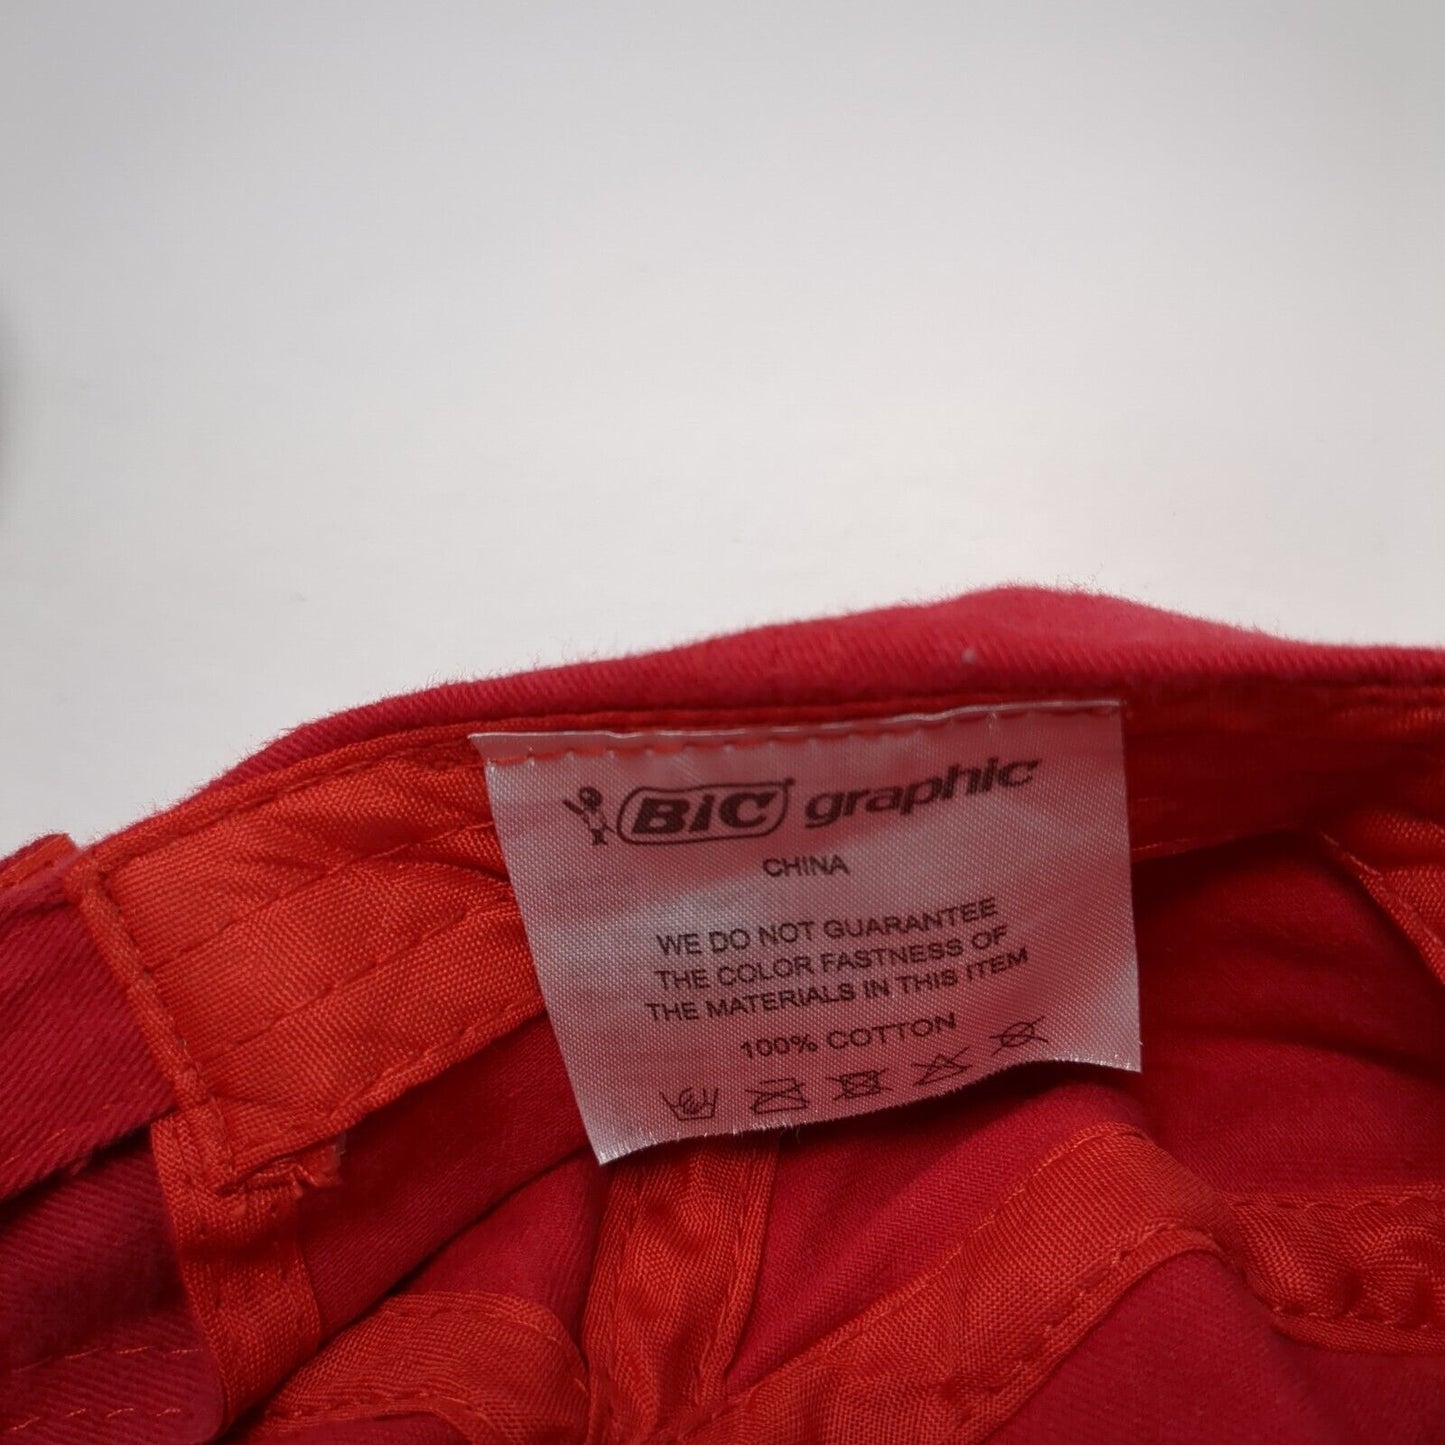 BIC graphic
CHINA
WE DO NOT GUARANTEE
THE COLOR FASTNESS OF
THE MATERIALS IN THIS ITEM
100% COTTON